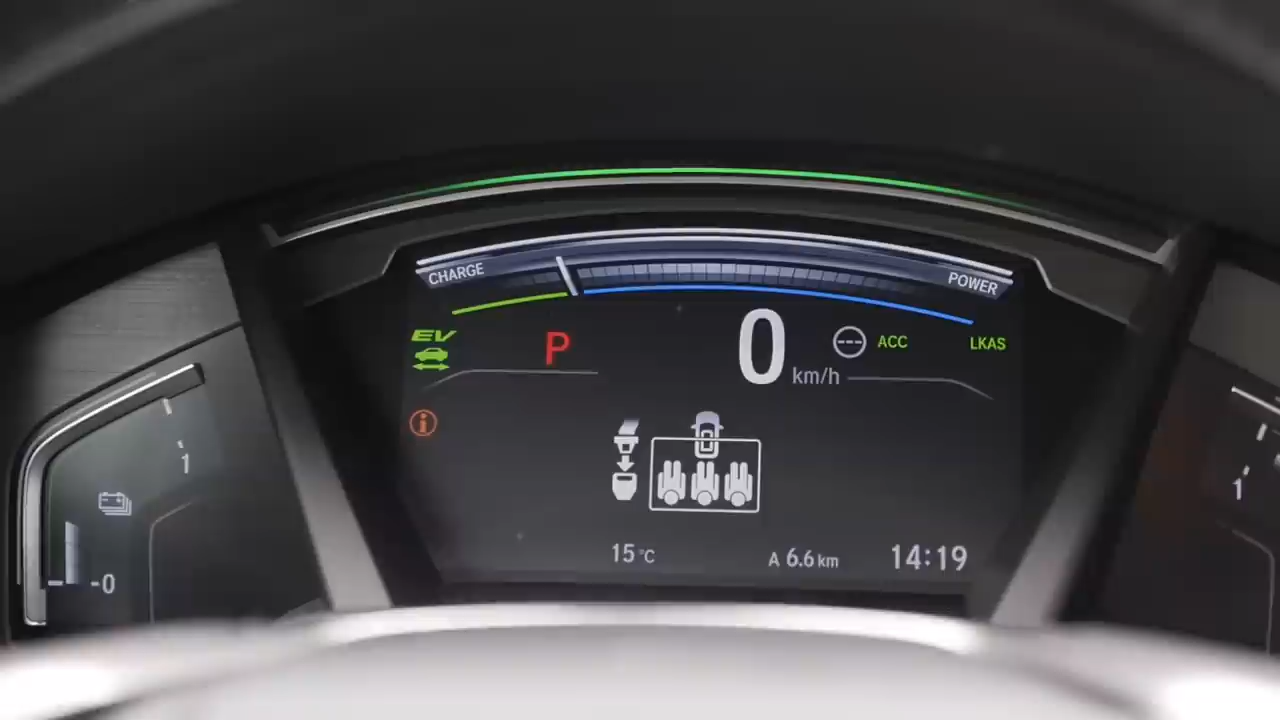 CHARGE
POWER
EV
P
0 km/h
ACC
LKAS
1
-0
1
15°C
A 6.6 km
14:19